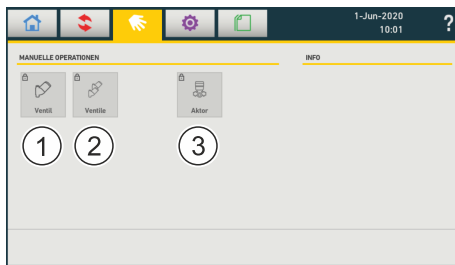 1-Jun-2020
10:01
?
MANUELLE OPERATIONEN
INFO
Ventil
Ventile
Aktor
1
2
3